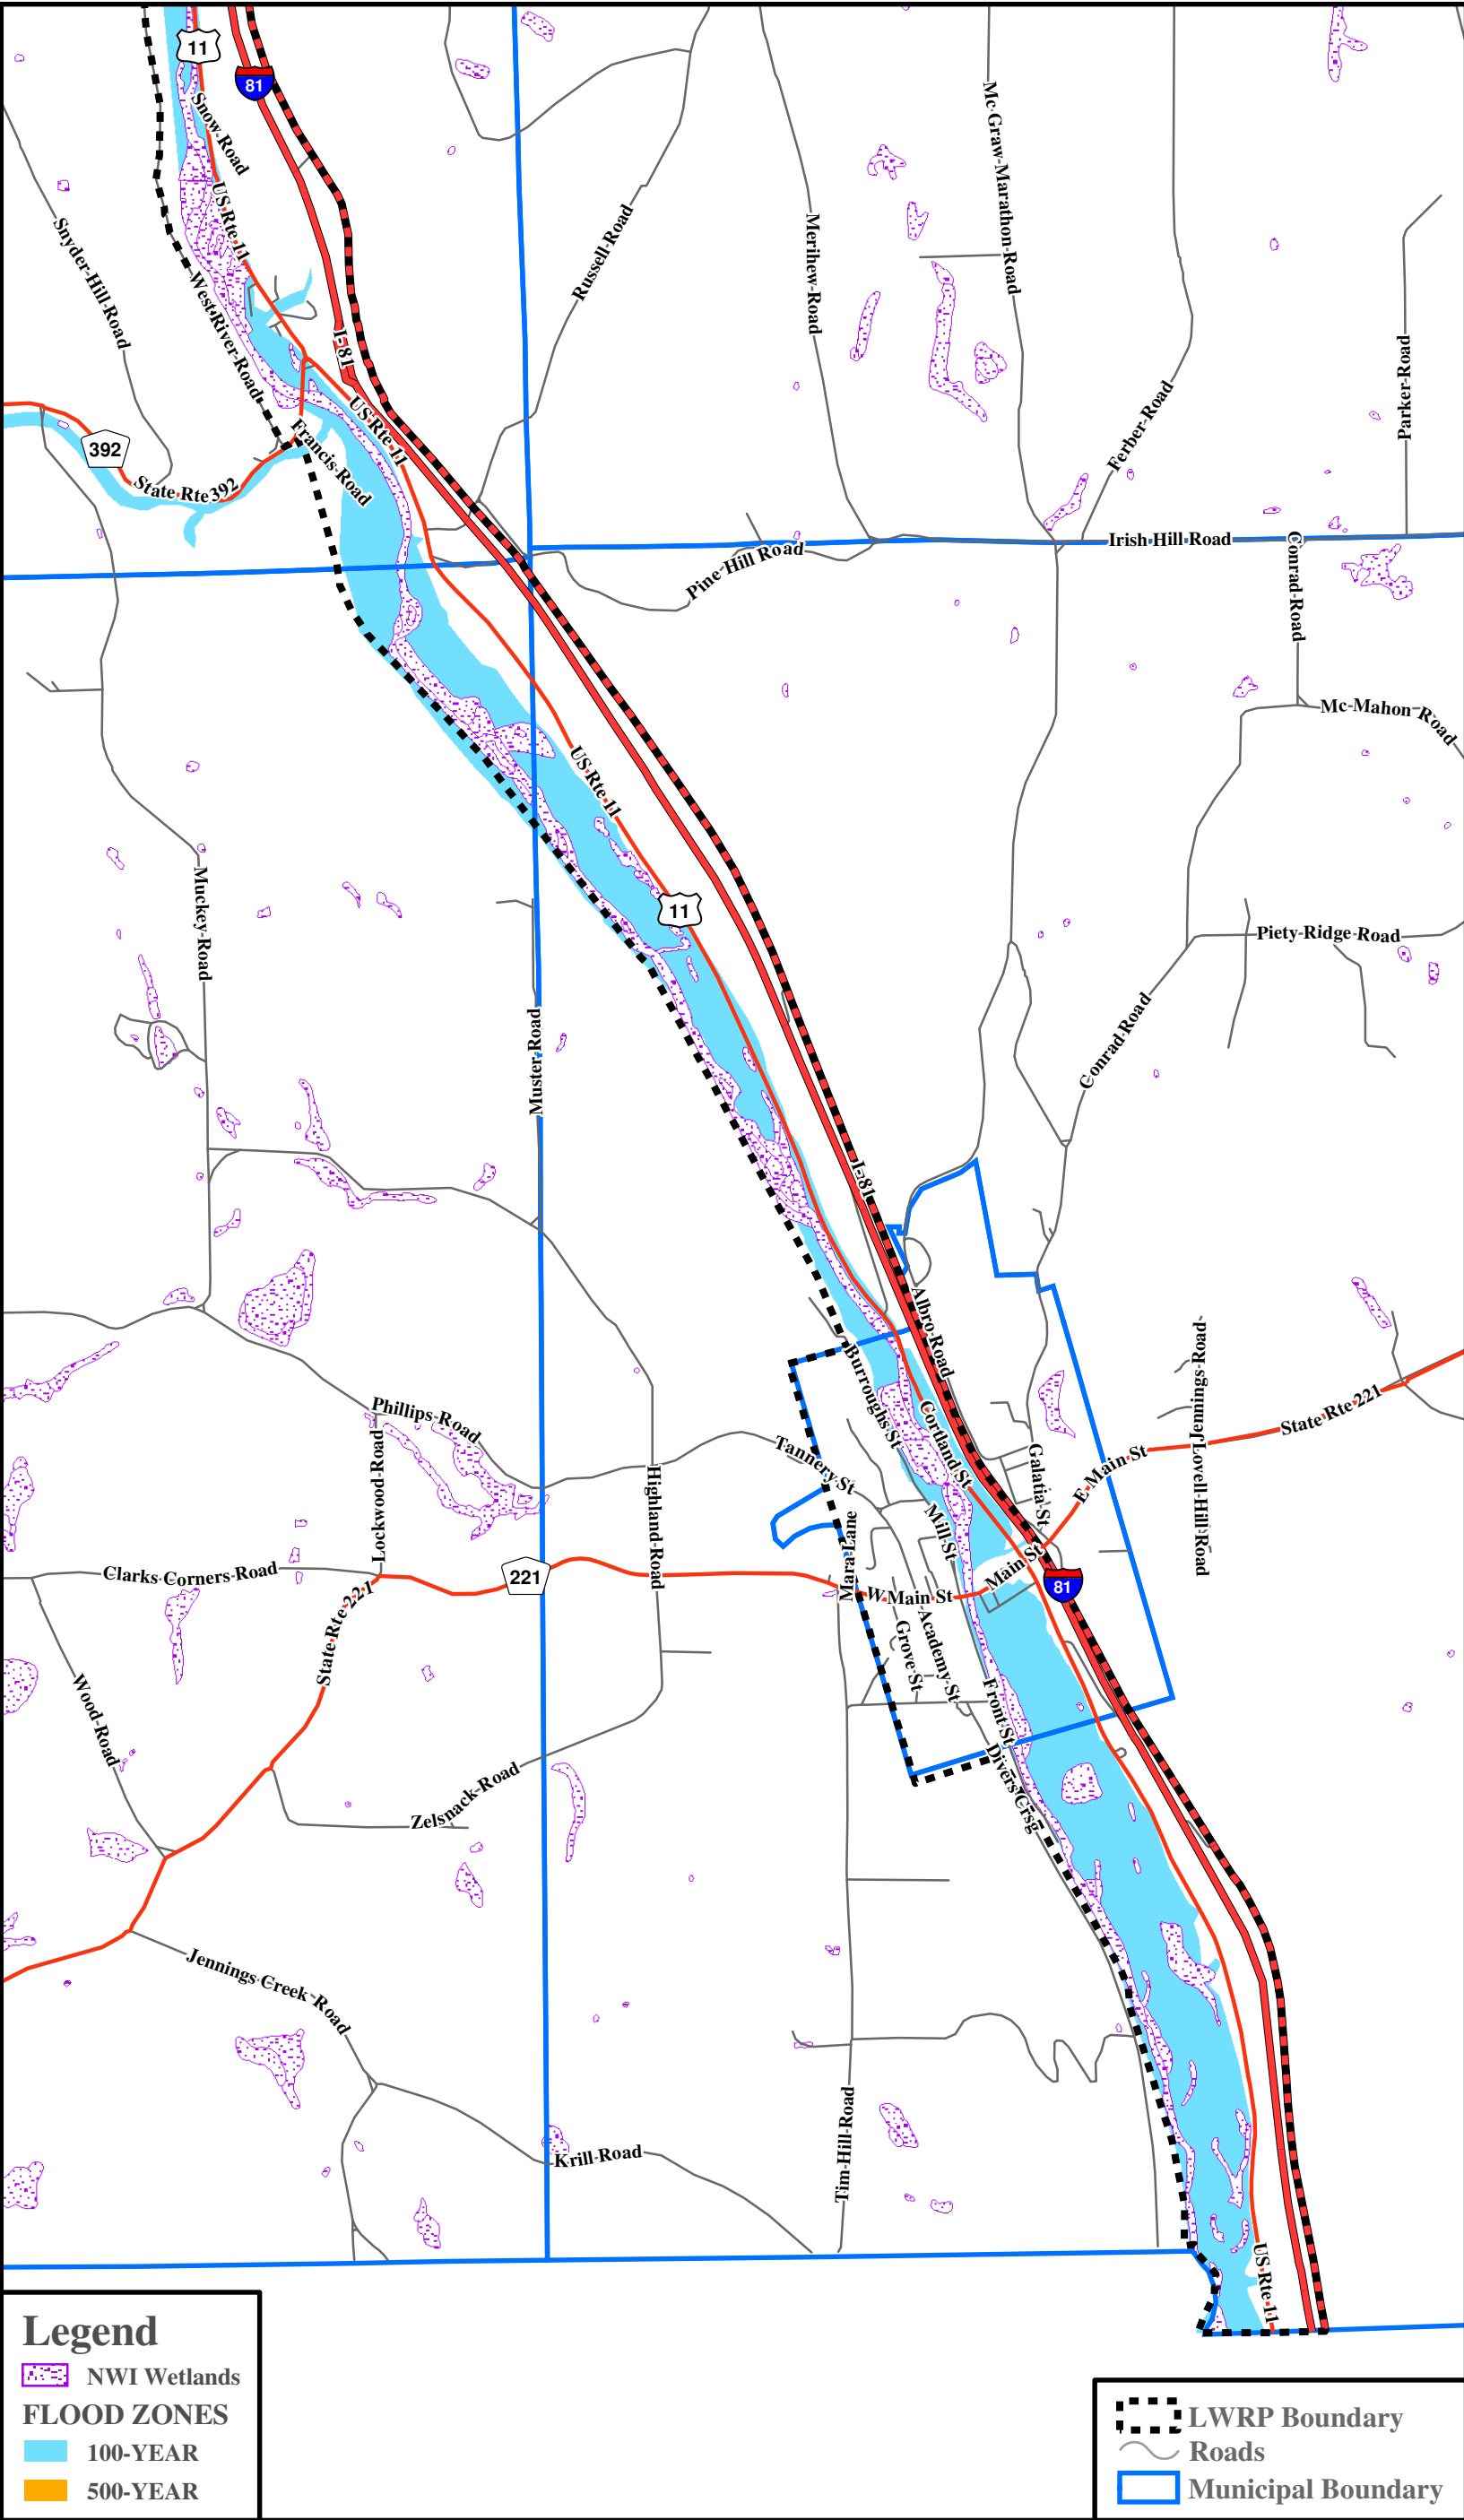 11
81
Snow Road
US Rte 11
Snyder Hill Road
West River Road
I-81
Russell Road
Merihew Road
Mc Graw Marathon Road
Parker Road
Ferber Road
392
State Rte 392
Francis Road
US Rte 11
Pine Hill Road
Irish Hill Road
Conrad Road
Mc Mahon Road
US Rte 11
Muckey Road
11
Piety Ridge Road
Muster Road
Conrad Road
I-81
Albro Road
Burroughs St
Cortland St
Phillips Road
Lockwood Road
Tannery St
Highland Road
Galatia St
E Main St
State Rte 221
Jennings Road
Lovell Hill Road
Mill St
Mara Lane
Main St
81
Clarks Corners Road
221
W Main St
State Rte 221
Grove St
Academy St
Front St
Wood Road
Divers Crsg
Zelsnack Road
Jennings Creek Road
Krill Road
Tim Hill Road
US Rte 11
Legend
NWI Wetlands
FLOOD ZONES
100-YEAR
500-YEAR
LWRP Boundary
Roads
Municipal Boundary